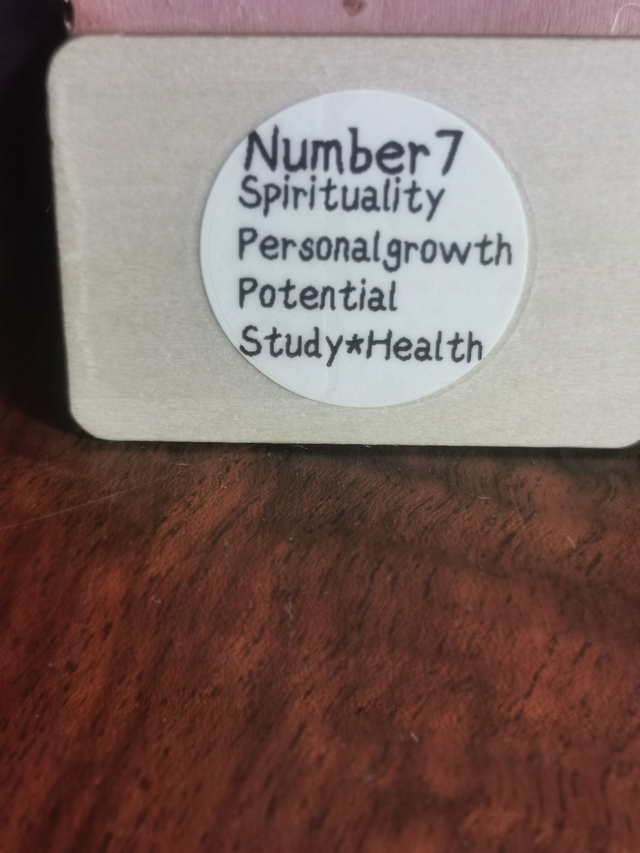 Number7
Spirituality
Personalgrowth
Potential
Study*Health